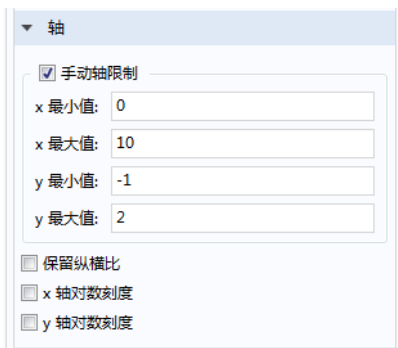 轴
手动轴限制
x 最小值: 0
x 最大值: 10
y 最小值: -1
y 最大值: 2
保留纵横比
x 轴对数刻度
y 轴对数刻度